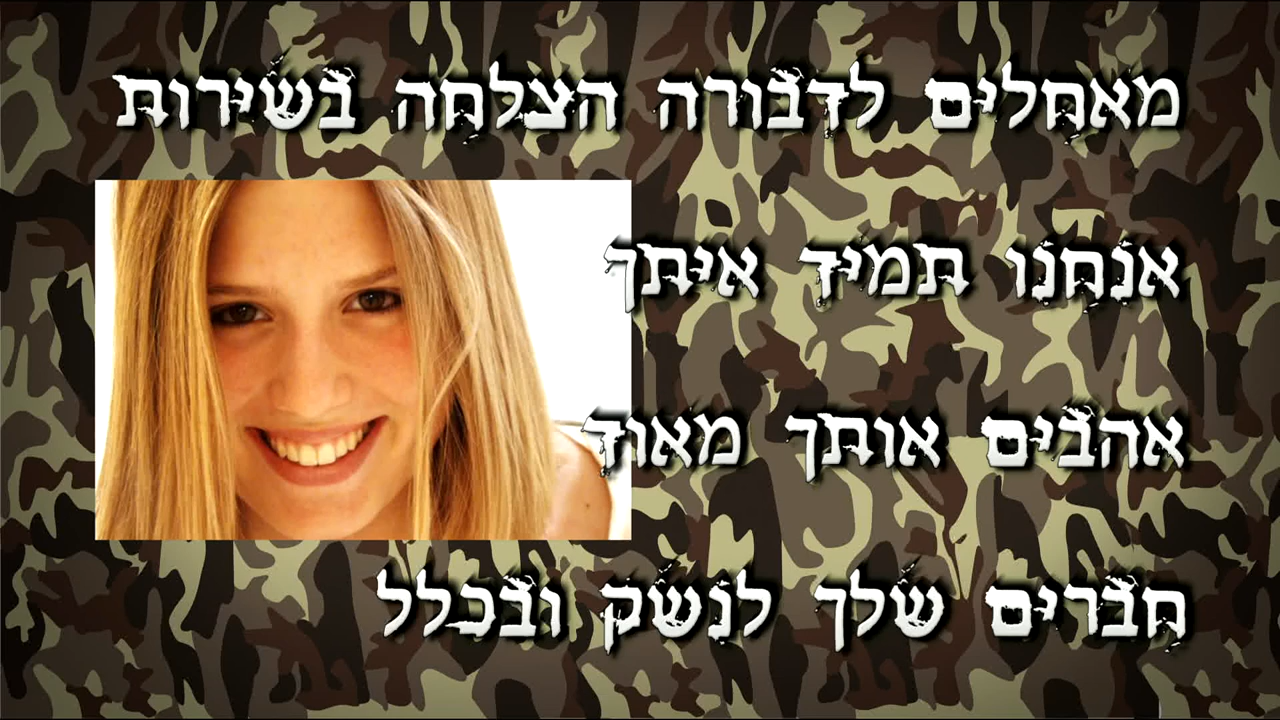 מאחלים לדבורה הצלחה בשירות
אנחנו תמיד איתך
אהבים אותך מאוד
חברים שלך לנשק ובכלל